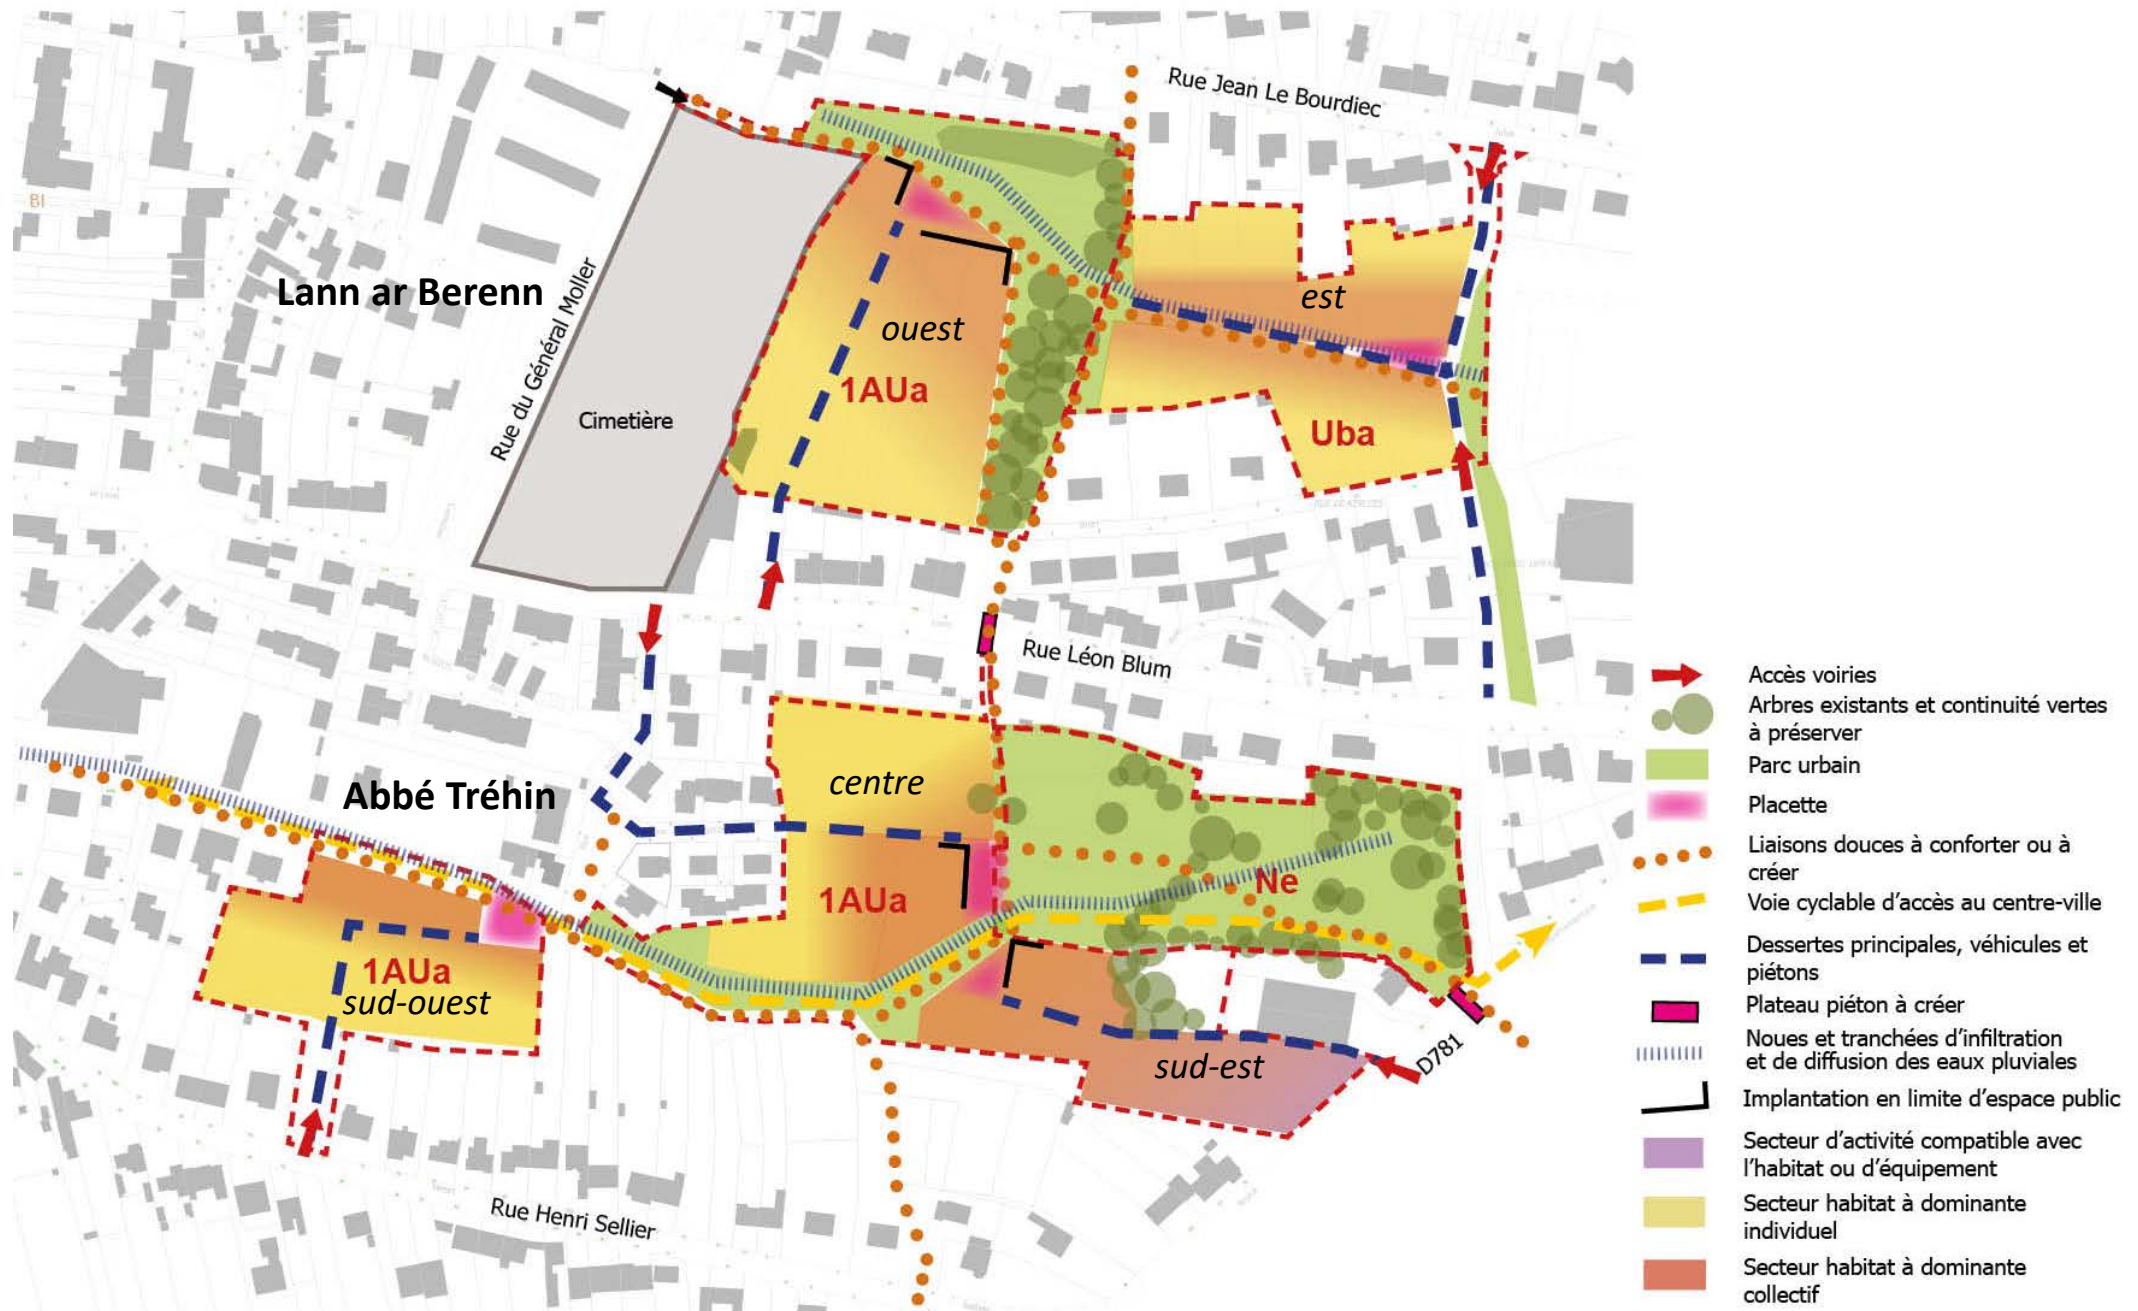 Rue Jean Le Bourdiec
BI
Lann ar Berenn
Rue du Général Moller
est
ouest
1AUa
Cimetière
Uba
Rue Léon Blum
Accès voiries
Arbres existants et continuité vertes
à préserver
Parc urbain
centre
Abbé Tréhin
Placette
Liaisons douces à conforter ou à
créer
Ne
1AUa
Voie cyclable d'accès au centre-ville
Dessertes principales, véhicules et
piétons
1AUa
sud-ouest
Plateau piéton à créer
Noues et tranchées d'infiltration
et de diffusion des eaux pluviales
D781
sud-est
Implantation en limite d'espace public
Secteur d'activité compatible avec
l'habitat ou d'équipement
Rue Henri Sellier
Secteur habitat à dominante
individuel
Secteur habitat à dominante
collectif